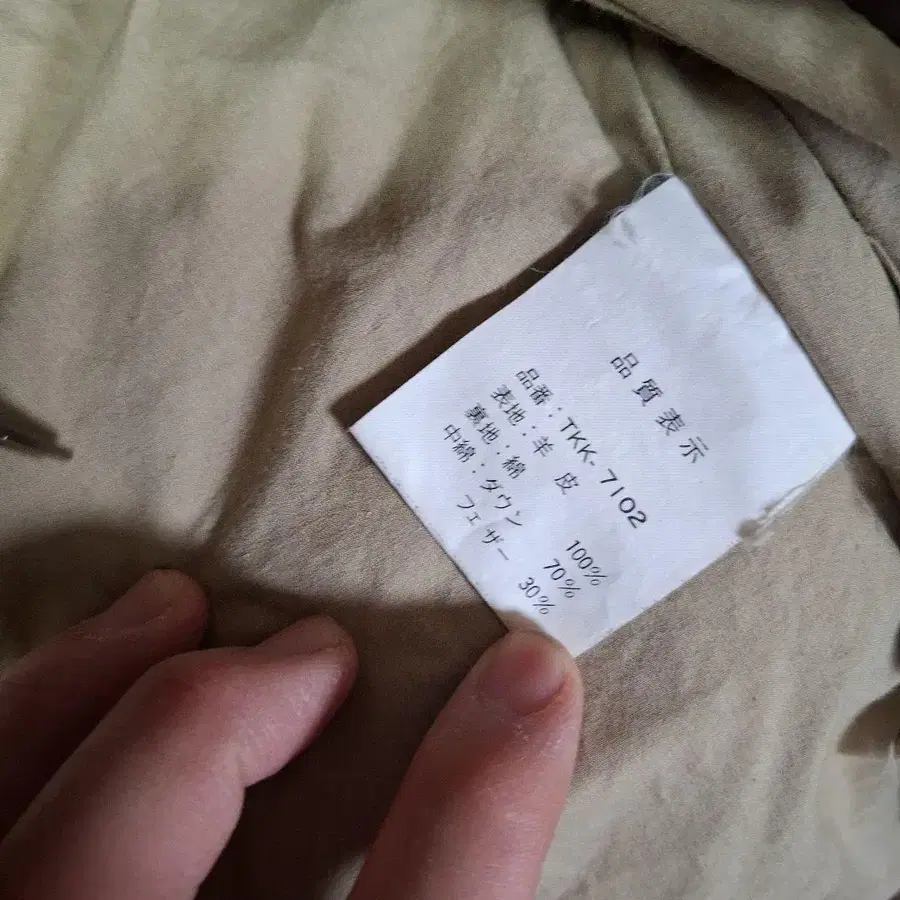 品質表示
品番：TKK-7102
表地：羊 皮
裏地：綿 100%
中綿：ダウン 70%
フェザー 30%